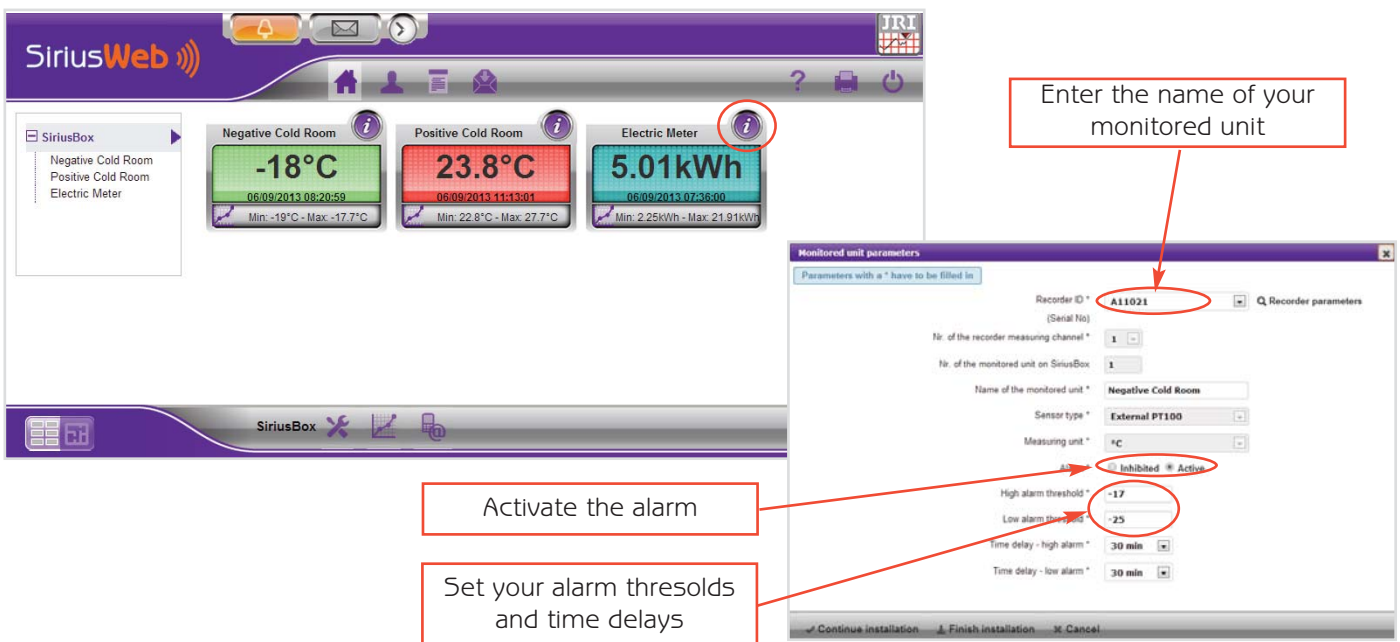 JRI
SiriusWeb
SiriusBox
Negative Cold Room
Positive Cold Room
Electric Meter
Negative Cold Room
i
-18°C
06/09/2013 08:20:59
Min: -19°C - Max: -17.7°C
Positive Cold Room
i
23.8°C
06/09/2013 11:13:01
Min: 22.8°C - Max: 27.7°C
Electric Meter
i
5.01kWh
06/09/2013 07:36:00
Min: 2.25kWh - Max: 21.91kWh
SiriusBox
Enter the name of your
monitored unit
Monitored unit parameters
Parameters with a * have to be filled in
Recorder ID * A11021 Recorder parameters
(Serial No)
Nr. of the recorder measuring channel * 1
Nr. of the monitored unit on SiriusBox 1
Name of the monitored unit * Negative Cold Room
Sensor type * External PT100
Measuring unit * °C
Inhibited Active
High alarm threshold * -17
Low alarm threshold * -25
Time delay - high alarm * 30 min
Time delay - low alarm * 30 min
Continue installation Finish installation Cancel
Activate the alarm
Set your alarm thresolds
and time delays